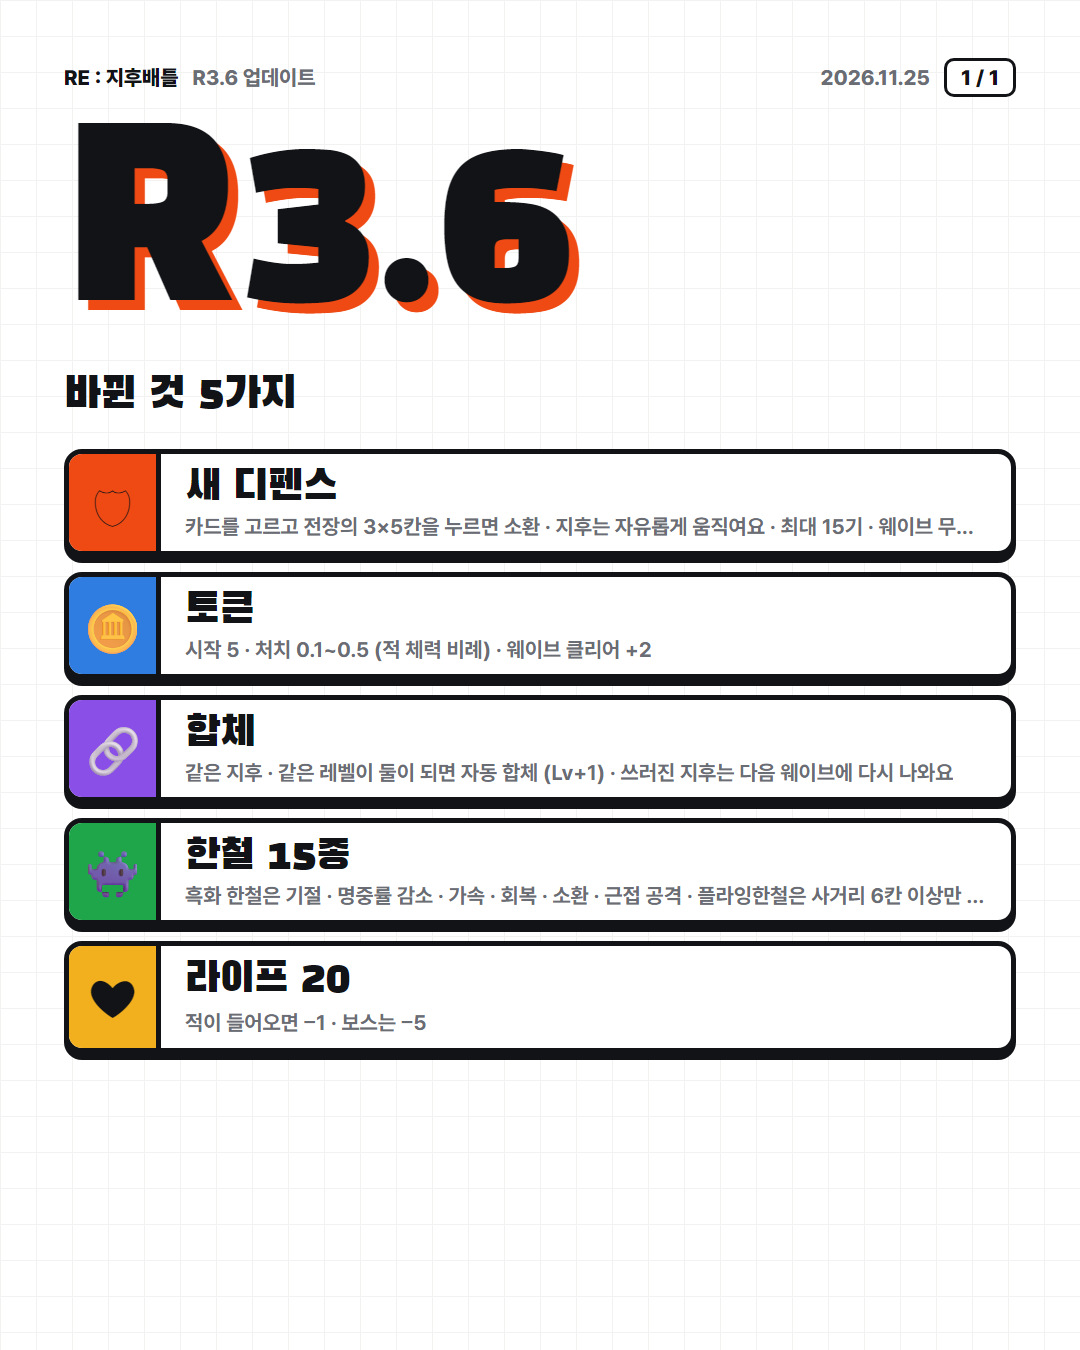 RE : 지후배틀 R3.6 업데이트 2026.11.25 1 / 1
R3.6
바뀐 것 5가지
새 디펜스
카드를 고르고 전장의 3×5칸을 누르면 소환 · 지후는 자유롭게 움직여요 · 최대 15기 · 웨이브 무...
토큰
시작 5 · 처치 0.1~0.5 (적 체력 비례) · 웨이브 클리어 +2
합체
같은 지후 · 같은 레벨이 둘이 되면 자동 합체 (Lv+1) · 쓰러진 지후는 다음 웨이브에 다시 나와요
한철 15종
흑화 한철은 기절 · 명중률 감소 · 가속 · 회복 · 소환 · 근접 공격 · 플라잉한철은 사거리 6칸 이상만 ...
라이프 20
적이 들어오면 −1 · 보스는 −5